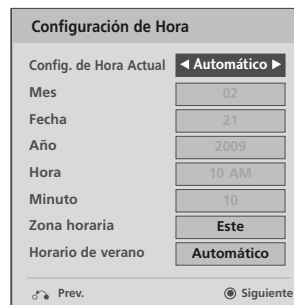 Configuración de Hora
Config. de Hora Actual ◄ Automático ►
Mes 02
Fecha 21
Año 2009
Hora 10 AM
Minuto 10
Zona horaria Este
Horario de verano Automático
Prev. Siguiente